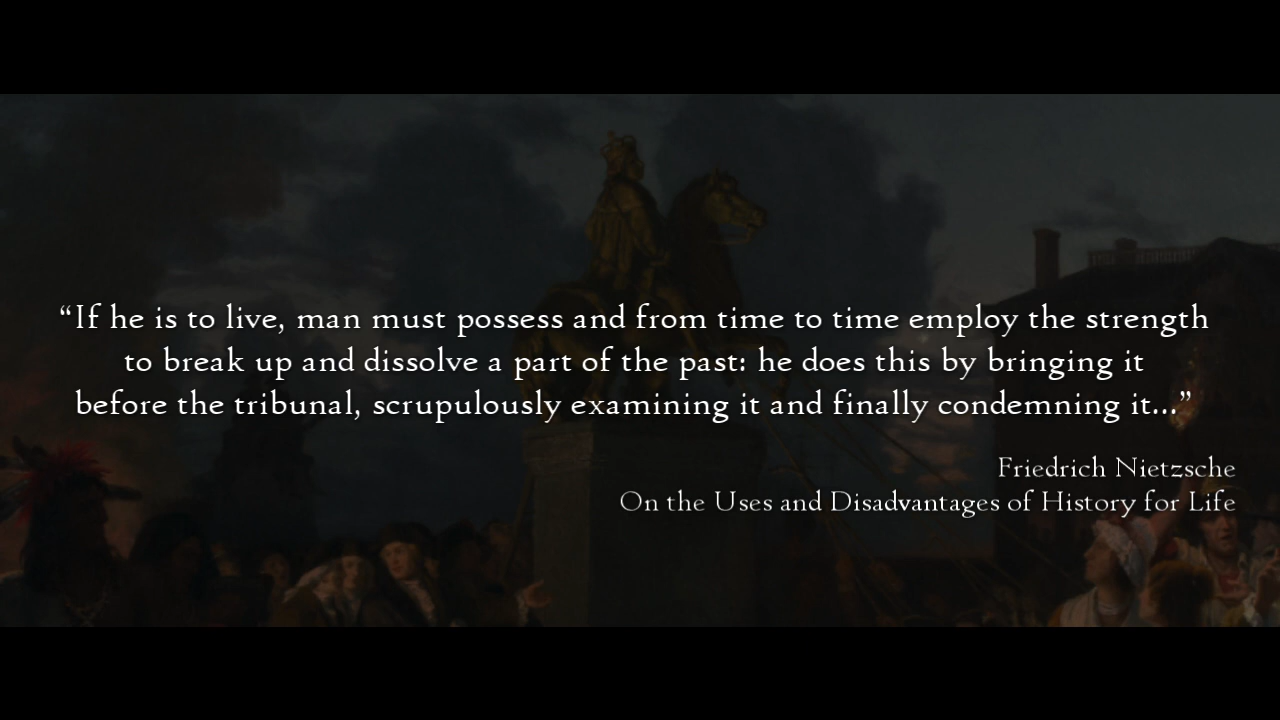 “If he is to live, man must possess and from time to time employ the strength
to break up and dissolve a part of the past: he does this by bringing it
before the tribunal, scrupulously examining it and finally condemning it...”
Friedrich Nietzsche
On the Uses and Disadvantages of History for Life